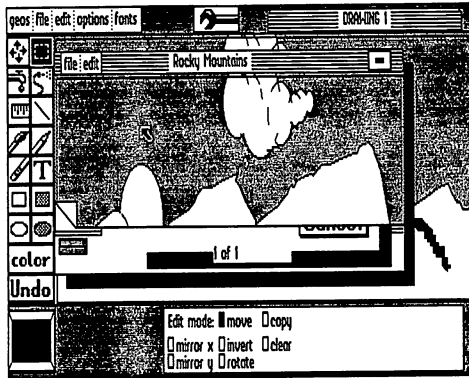 geos file edit options fonts
DRAWING 1
file edit
Rocky Mountains
T
1 of 1
color
Undo
Edit mode: move copy
mirror x invert clear
mirror y rotate